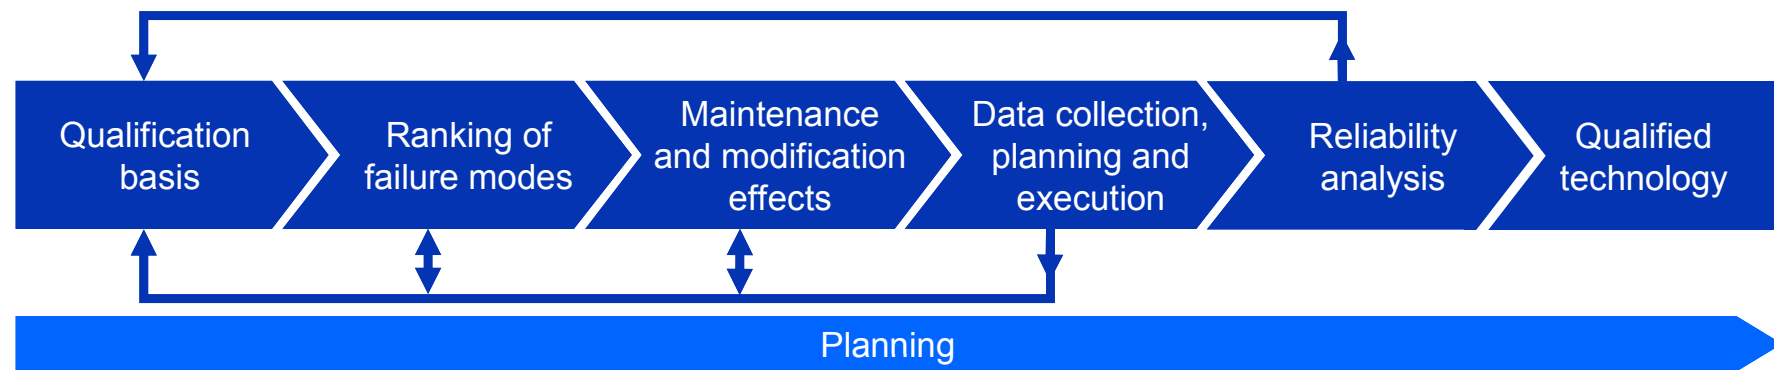 Qualification
basis
Ranking of
failure modes
Maintenance
and modification
effects
Data collection,
planning and
execution
Reliability
analysis
Qualified
technology
Planning